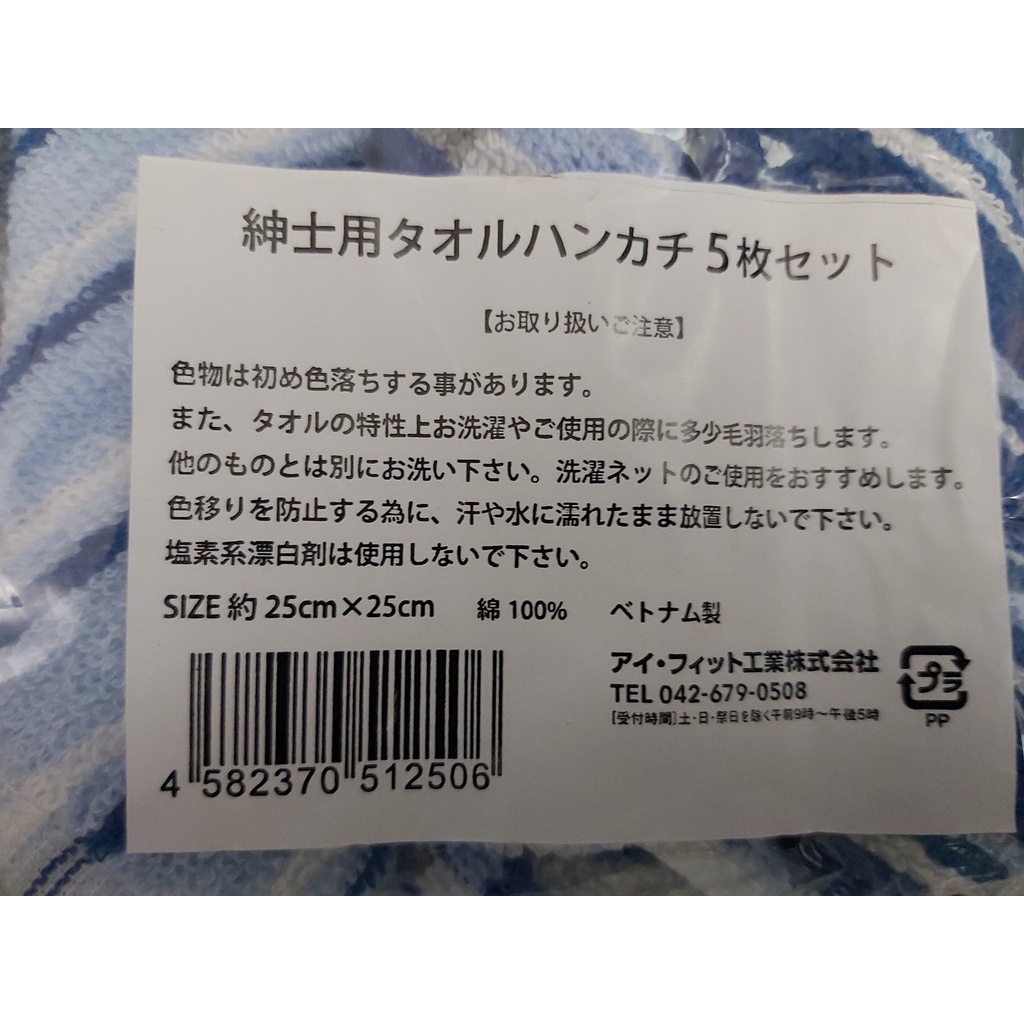 紳士用タオルハンカチ 5枚セット
【お取り扱いご注意】
色物は初め色落ちする事があります。
また、タオルの特性上お洗濯やご使用の際に多少毛羽落ちします。
他のものとは別にお洗い下さい。洗濯ネットのご使用をおすすめします。
色移りを防止する為に、汗や水に濡れたまま放置しないで下さい。
塩素系漂白剤は使用しないで下さい。
SIZE 約 25cm×25cm 綿 100% ベトナム製
アイ・フィット工業株式会社
TEL 042-679-0508
[受付時間]土・日・祭日を除く午前9時～午後5時
プラ
PP
4 582370 512506